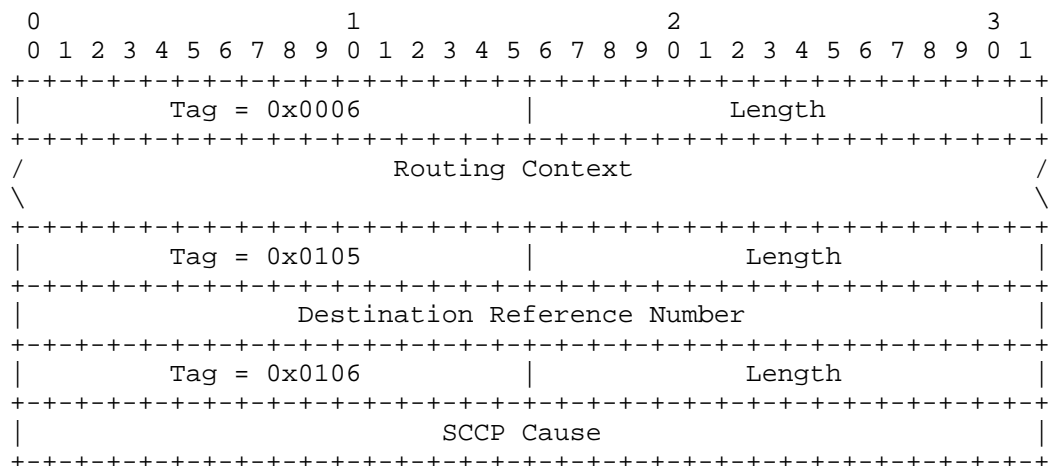 0                   1                   2                   3
0 1 2 3 4 5 6 7 8 9 0 1 2 3 4 5 6 7 8 9 0 1 2 3 4 5 6 7 8 9 0 1
+-+-+-+-+-+-+-+-+-+-+-+-+-+-+-+-+-+-+-+-+-+-+-+-+-+-+-+-+-+-+-+-+
|         Tag = 0x0006          |            Length             |
+-+-+-+-+-+-+-+-+-+-+-+-+-+-+-+-+-+-+-+-+-+-+-+-+-+-+-+-+-+-+-+-+
/                       Routing Context                         /
\                                                               \
+-+-+-+-+-+-+-+-+-+-+-+-+-+-+-+-+-+-+-+-+-+-+-+-+-+-+-+-+-+-+-+-+
|         Tag = 0x0105          |             Length            |
+-+-+-+-+-+-+-+-+-+-+-+-+-+-+-+-+-+-+-+-+-+-+-+-+-+-+-+-+-+-+-+-+
|                 Destination Reference Number                  |
+-+-+-+-+-+-+-+-+-+-+-+-+-+-+-+-+-+-+-+-+-+-+-+-+-+-+-+-+-+-+-+-+
|         Tag = 0x0106          |             Length            |
+-+-+-+-+-+-+-+-+-+-+-+-+-+-+-+-+-+-+-+-+-+-+-+-+-+-+-+-+-+-+-+-+
|                          SCCP Cause                           |
+-+-+-+-+-+-+-+-+-+-+-+-+-+-+-+-+-+-+-+-+-+-+-+-+-+-+-+-+-+-+-+-+